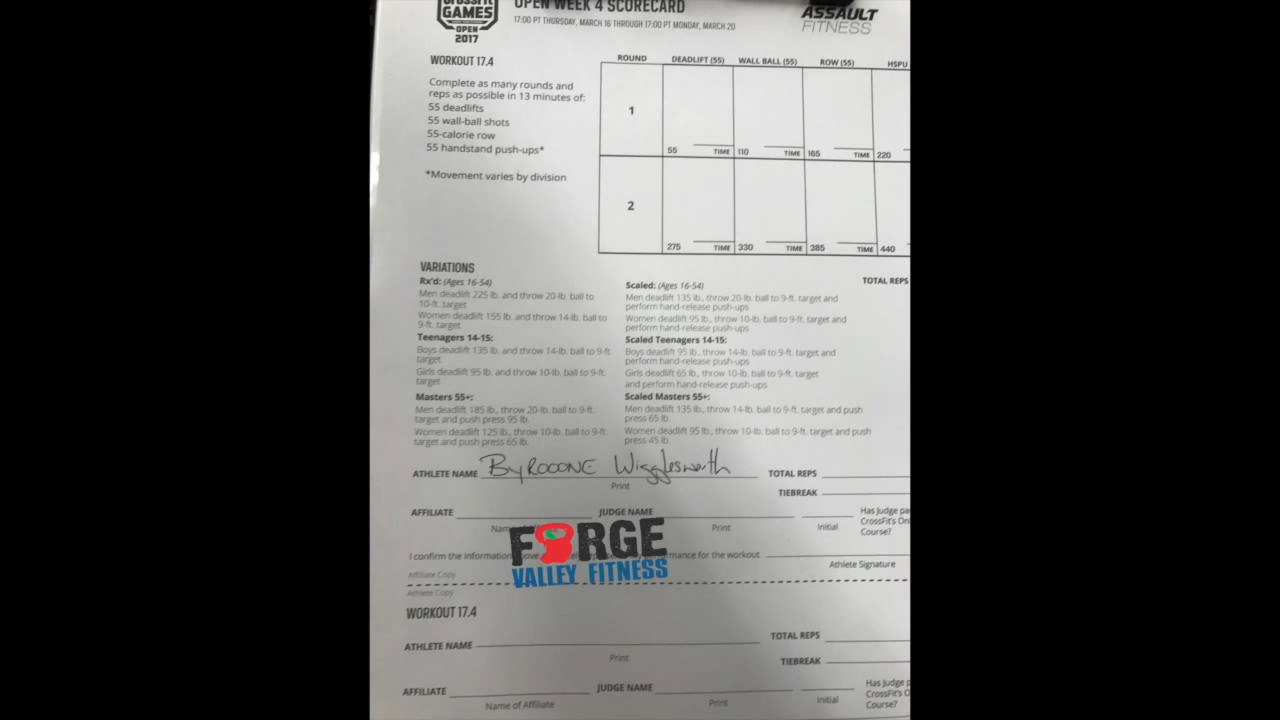 CROSSFIT
GAMES
OPEN
2017
OPEN WEEK 4 SCORECARD
17:00 PT THURSDAY, MARCH 16 THROUGH 17:00 PT MONDAY, MARCH 20
ASSAULT
FITNESS
WORKOUT 17.4
Complete as many rounds and
reps as possible in 13 minutes of:
55 deadlifts
55 wall-ball shots
55-calorie row
55 handstand push-ups*
*Movement varies by division
ROUND DEADLIFT (55) WALL BALL (55) ROW (55) HSPU
1
55 TIME 110 TIME 165 TIME 220
2
275 TIME 330 TIME 385 TIME 440
TOTAL REPS
VARIATIONS
Rx'd: (Ages 16-54)
Men deadlift 225 lb. and throw 20-lb. ball to
10-ft. target
Women deadlift 155 lb. and throw 14-lb. ball to
9-ft. target
Teenagers 14-15:
Boys deadlift 135 lb. and throw 14-lb. ball to 9-ft.
target
Girls deadlift 95 lb. and throw 10-lb. ball to 9-ft.
target
Masters 55+:
Men deadlift 185 lb., throw 20-lb. ball to 9-ft.
target and push press 95 lb.
Women deadlift 125 lb., throw 10-lb. ball to 9-ft.
target and push press 65 lb.
Scaled: (Ages 16-54)
Men deadlift 135 lb., throw 20-lb. ball to 9-ft. target and
perform hand-release push-ups
Women deadlift 95 lb., throw 10-lb. ball to 9-ft. target and
perform hand-release push-ups
Scaled Teenagers 14-15:
Boys deadlift 95 lb., throw 14-lb. ball to 9-ft. target and
perform hand-release push-ups
Girls deadlift 65 lb., throw 10-lb. ball to 9-ft. target
and perform hand-release push-ups
Scaled Masters 55+:
Men deadlift 135 lb., throw 14-lb. ball to 9-ft. target and push
press 65 lb.
Women deadlift 95 lb., throw 10-lb. ball to 9-ft. target and push
press 45 lb.
ATHLETE NAME ByROOONE Wigglesworth TOTAL REPS
Print
TIEBREAK
AFFILIATE JUDGE NAME
Print Initial
Has Judge pa
CrossFit's On
Course?
FORGE
VALLEY FITNESS
I confirm the information for the workout
Athlete Signature
Affiliate Copy
Athlete Copy
WORKOUT 17.4
ATHLETE NAME TOTAL REPS
Print
TIEBREAK
AFFILIATE JUDGE NAME
Name of Affiliate Print Initial
Has Judge p
CrossFit's O
Course?